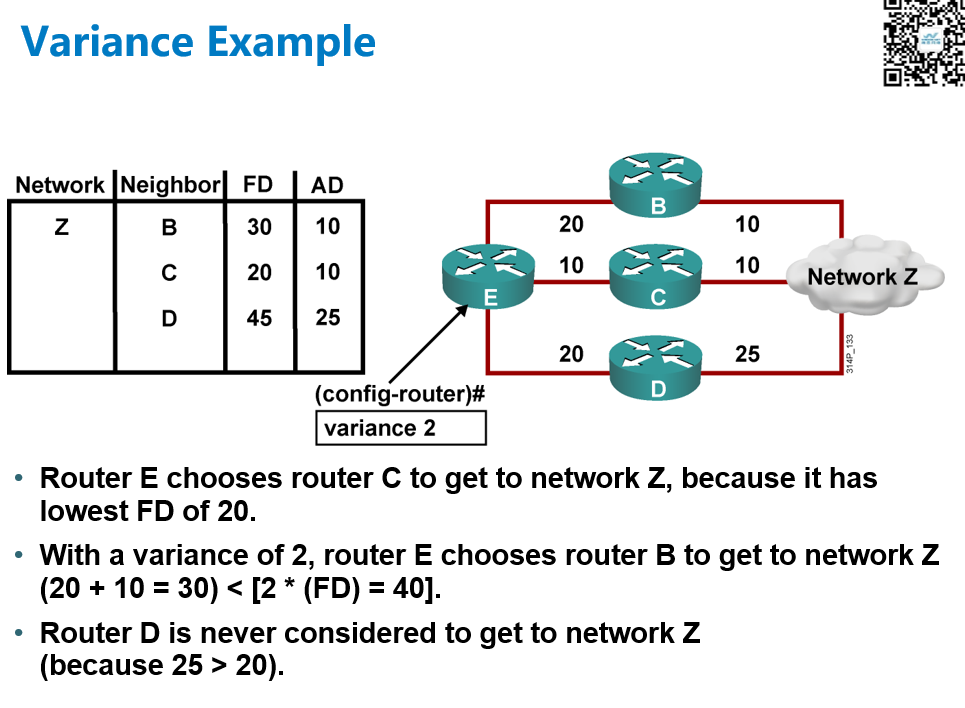 Variance Example
Network Neighbor FD AD
Z B 30 10
C 20 10
D 45 25
B
20 10
10 10
E C Network Z
20 25
D
314P_133
(config-router)#
variance 2
• Router E chooses router C to get to network Z, because it has
lowest FD of 20.
• With a variance of 2, router E chooses router B to get to network Z
(20 + 10 = 30) < [2 * (FD) = 40].
• Router D is never considered to get to network Z
(because 25 > 20).